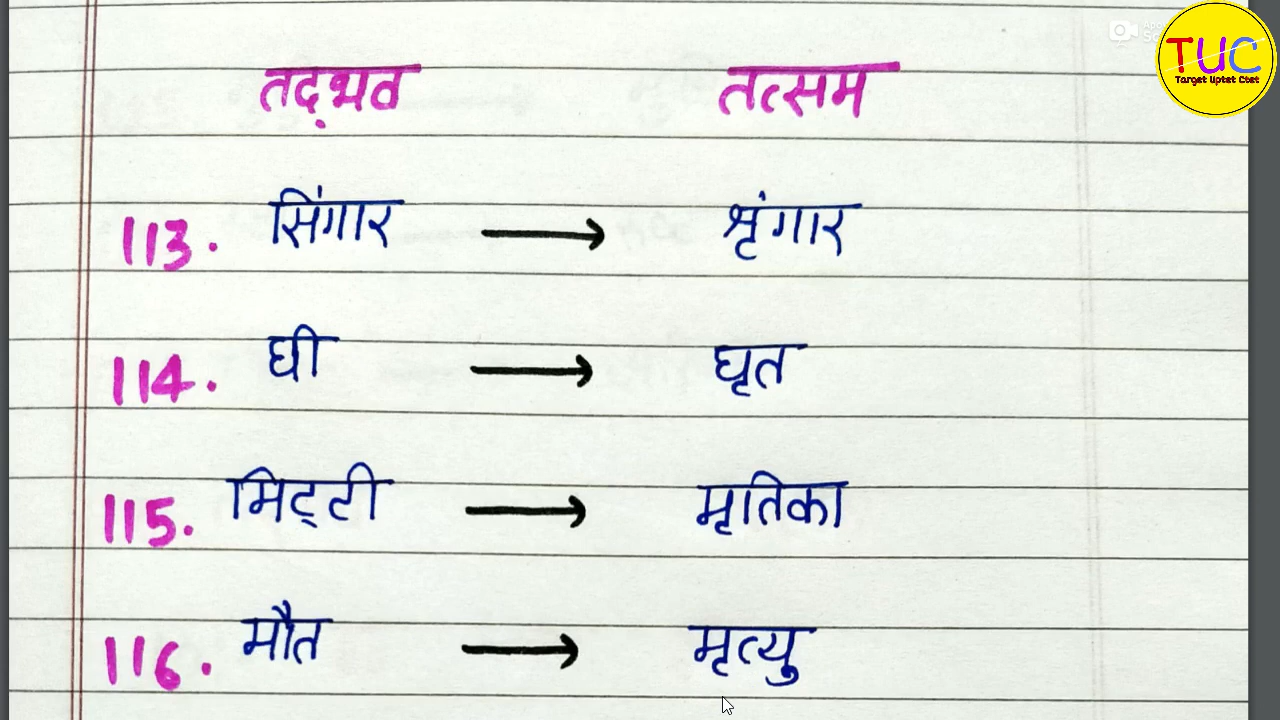 TUC
Target Uptet Ctet
तद्भव तत्सम
113. सिंगार → शृंगार
114. घी → घृत
115. मिट्टी → मृतिका
116. मौत → मृत्यु